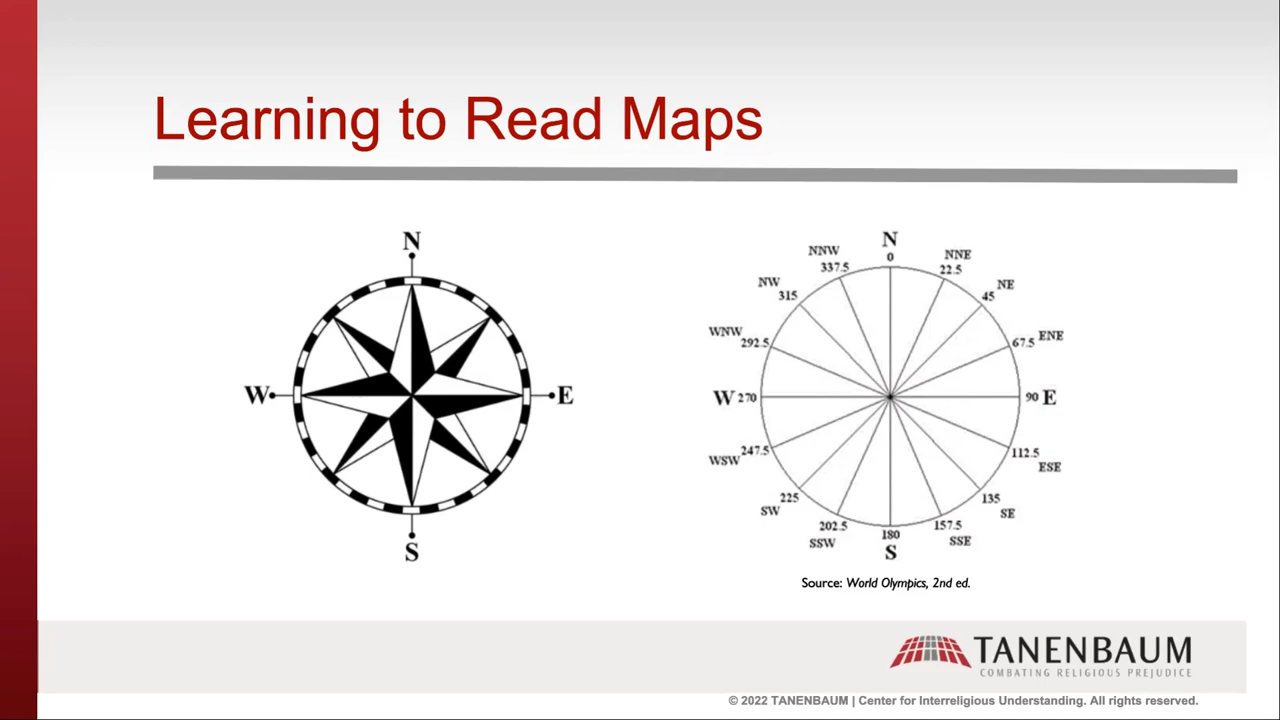 Learning to Read Maps
N
W
E
S
N
0
NNE
22.5
NE
45
ENE
67.5
90 E
112.5
ESE
135
SE
157.5
SSE
180
S
202.5
SSW
225
SW
247.5
WSW
W 270
WNW
292.5
NW
315
NNW
337.5
Source: World Olympics, 2nd ed.
TANENBAUM
COMBATING RELIGIOUS PREJUDICE
© 2022 TANENBAUM | Center for Interreligious Understanding. All rights reserved.